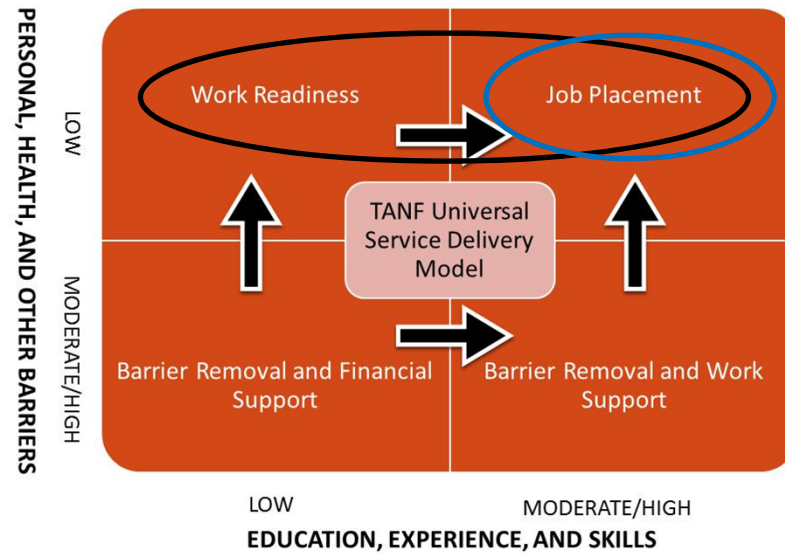 PERSONAL, HEALTH, AND OTHER BARRIERS
LOW
MODERATE/HIGH
Work Readiness
Job Placement
TANF Universal
Service Delivery
Model
Barrier Removal and Financial
Support
Barrier Removal and Work
Support
LOW
MODERATE/HIGH
EDUCATION, EXPERIENCE, AND SKILLS